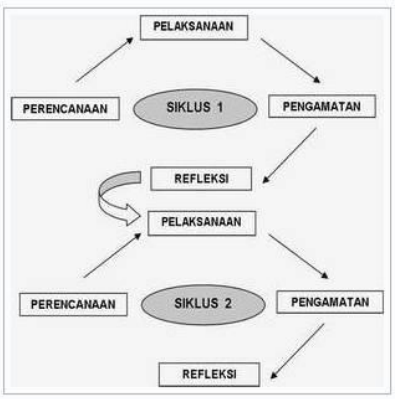 PELAKSANAAN
PERENCANAAN
SIKLUS 1
PENGAMATAN
REFLEKSI
PELAKSANAAN
PERENCANAAN
SIKLUS 2
PENGAMATAN
REFLEKSI